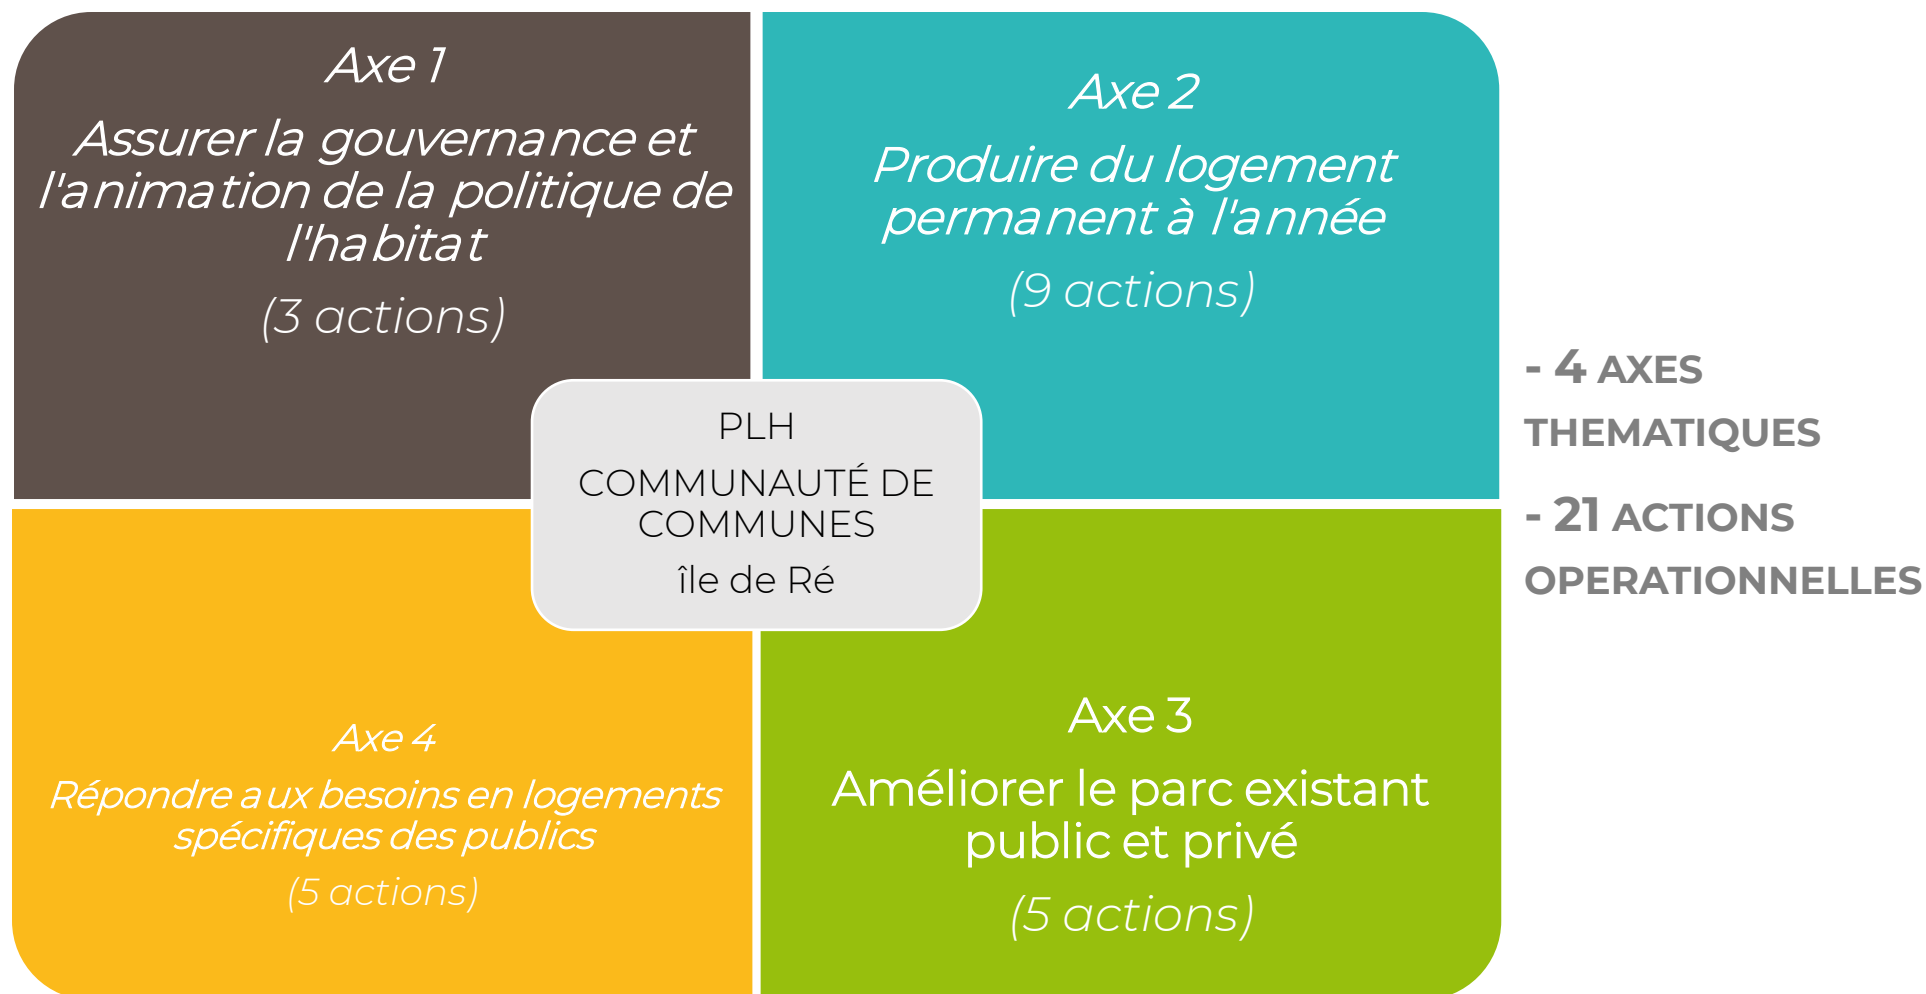 Axe 1
Assurer la gouvernance et
l'animation de la politique de
l'habitat
(3 actions)
Axe 2
Produire du logement
permanent à l'année
(9 actions)
PLH
COMMUNAUTÉ DE
COMMUNES
île de Ré
Axe 4
Répondre aux besoins en logements
spécifiques des publics
(5 actions)
Axe 3
Améliorer le parc existant
public et privé
(5 actions)
- 4 AXES
THEMATIQUES
- 21 ACTIONS
OPERATIONNELLES